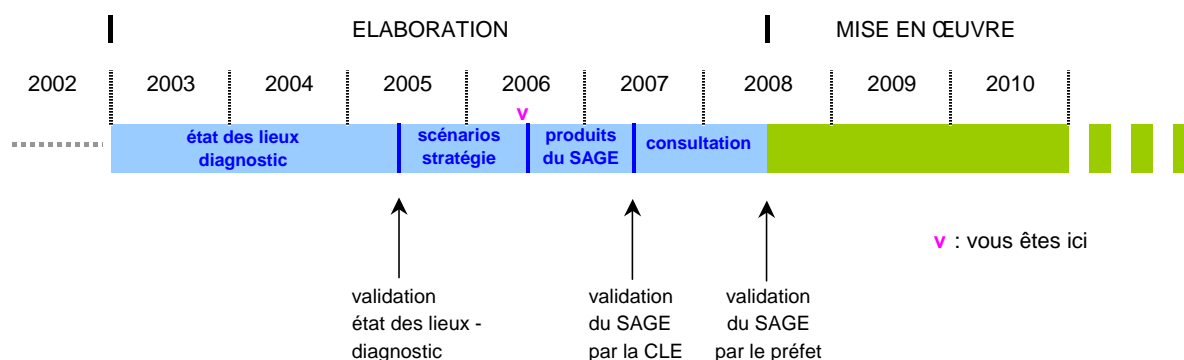 ELABORATION MISE EN ŒUVRE
2002 2003 2004 2005 2006 2007 2008 2009 2010
v
état des lieux
diagnostic
scénarios
stratégie
produits
du SAGE
consultation
v : vous êtes ici
validation
état des lieux -
diagnostic
validation
du SAGE
par la CLE
validation
du SAGE
par le préfet